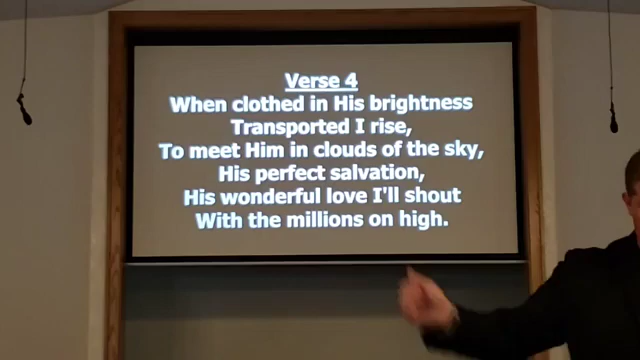 Verse 4
When clothed in His brightness
Transported I rise,
To meet Him in clouds of the sky,
His perfect salvation,
His wonderful love I'll shout
With the millions on high.